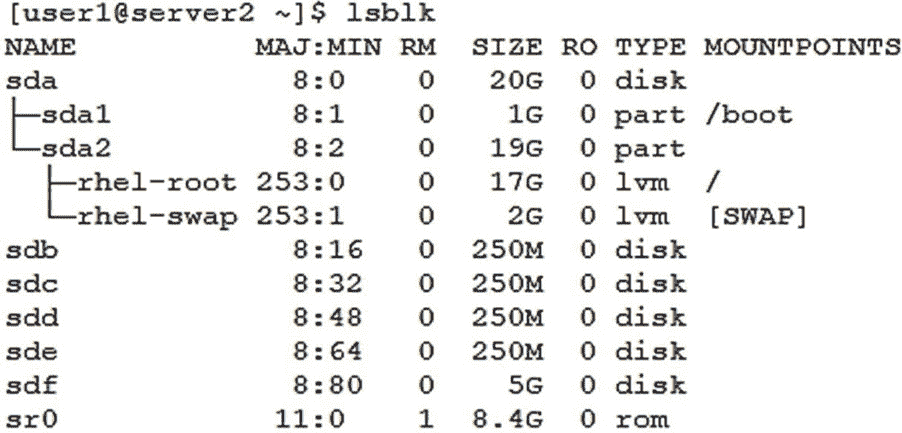 [user1@server2 ~]$ lsblk
NAME          MAJ:MIN RM  SIZE RO TYPE MOUNTPOINTS
sda             8:0    0   20G  0 disk
├─sda1          8:1    0    1G  0 part /boot
└─sda2          8:2    0   19G  0 part
  ├─rhel-root 253:0    0   17G  0 lvm  /
  └─rhel-swap 253:1    0    2G  0 lvm  [SWAP]
sdb             8:16   0  250M  0 disk
sdc             8:32   0  250M  0 disk
sdd             8:48   0  250M  0 disk
sde             8:64   0  250M  0 disk
sdf             8:80   0    5G  0 disk
sr0            11:0    1  8.4G  0 rom